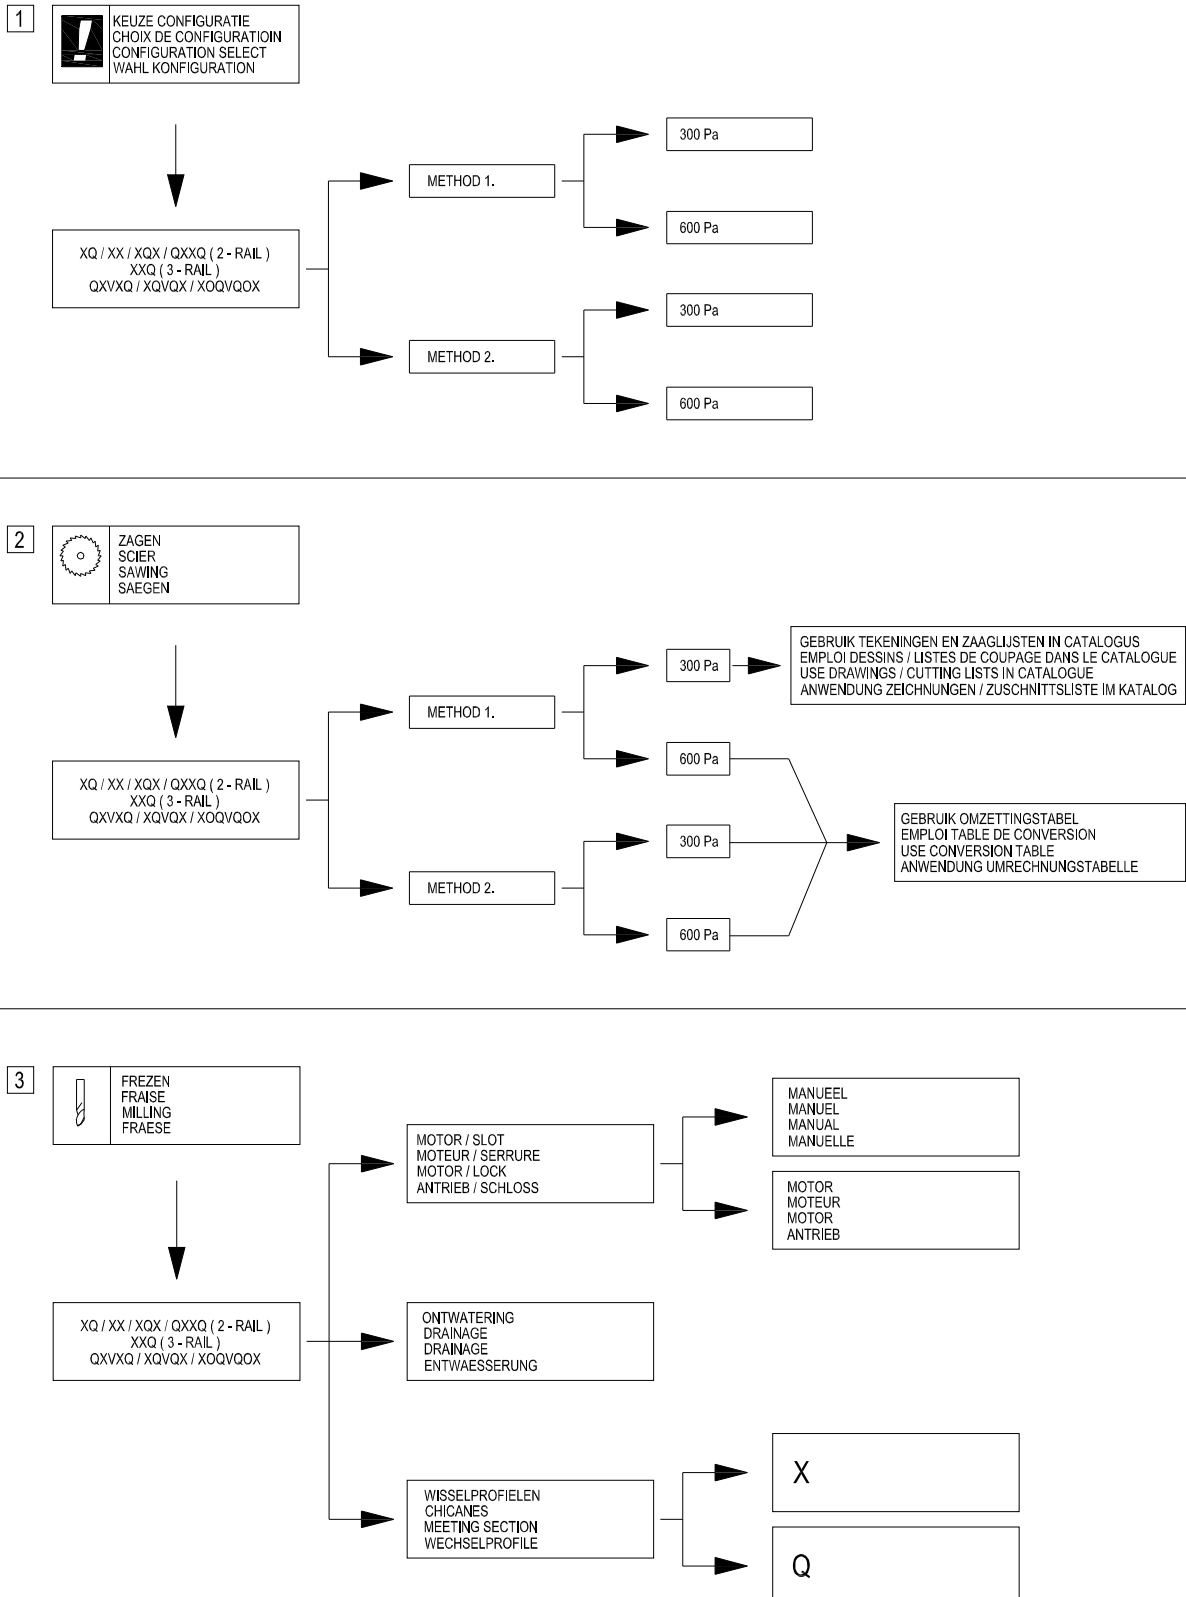 1
KEUZE CONFIGURATIE
CHOIX DE CONFIGURATIOIN
CONFIGURATION SELECT
WAHL KONFIGURATION
XQ / XX / XQX / QXXQ ( 2 - RAIL )
XXQ ( 3 - RAIL )
QXVXQ / XQVQX / XOQVQOX
METHOD 1.
300 Pa
600 Pa
METHOD 2.
300 Pa
600 Pa
2
ZAGEN
SCIER
SAWING
SAEGEN
XQ / XX / XQX / QXXQ ( 2 - RAIL )
XXQ ( 3 - RAIL )
QXVXQ / XQVQX / XOQVQOX
METHOD 1.
300 Pa
GEBRUIK TEKENINGEN EN ZAAGLIJSTEN IN CATALOGUS
EMPLOI DESSINS / LISTES DE COUPAGE DANS LE CATALOGUE
USE DRAWINGS / CUTTING LISTS IN CATALOGUE
ANWENDUNG ZEICHNUNGEN / ZUSCHNITTSLISTE IM KATALOG
600 Pa
METHOD 2.
300 Pa
600 Pa
GEBRUIK OMZETTINGSTABEL
EMPLOI TABLE DE CONVERSION
USE CONVERSION TABLE
ANWENDUNG UMRECHNUNGSTABELLE
3
FREZEN
FRAISE
MILLING
FRAESE
XQ / XX / XQX / QXXQ ( 2 - RAIL )
XXQ ( 3 - RAIL )
QXVXQ / XQVQX / XOQVQOX
MOTOR / SLOT
MOTEUR / SERRURE
MOTOR / LOCK
ANTRIEB / SCHLOSS
MANUEEL
MANUEL
MANUAL
MANUELLE
MOTOR
MOTEUR
MOTOR
ANTRIEB
ONTWATERING
DRAINAGE
DRAINAGE
ENTWAESSERUNG
WISSELPROFIELEN
CHICANES
MEETING SECTION
WECHSELPROFILE
X
Q